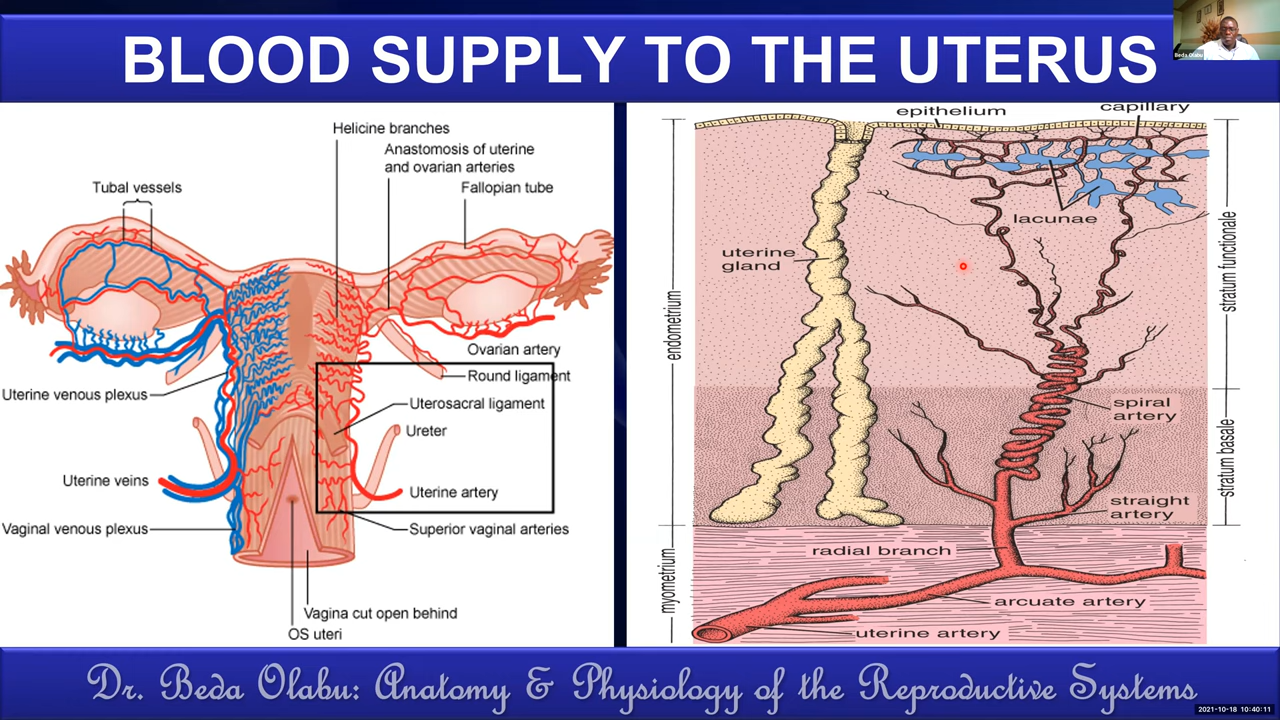 BLOOD SUPPLY TO THE UTERUS
Beda Olabu
Helicine branches
Anastomosis of uterine
and ovarian arteries
Tubal vessels
Fallopian tube
Ovarian artery
Round ligament
Uterine venous plexus
Uterosacral ligament
Ureter
Uterine veins
Uterine artery
Vaginal venous plexus
Superior vaginal arteries
Vagina cut open behind
OS uteri
epithelium
capillary
lacunae
uterine
gland
endometrium
stratum functionale
spiral
artery
stratum basale
straight
artery
radial branch
myometrium
arcuate artery
uterine artery
Dr. Beda Olabu: Anatomy & Physiology of the Reproductive Systems
2021-10-18 10:40:11